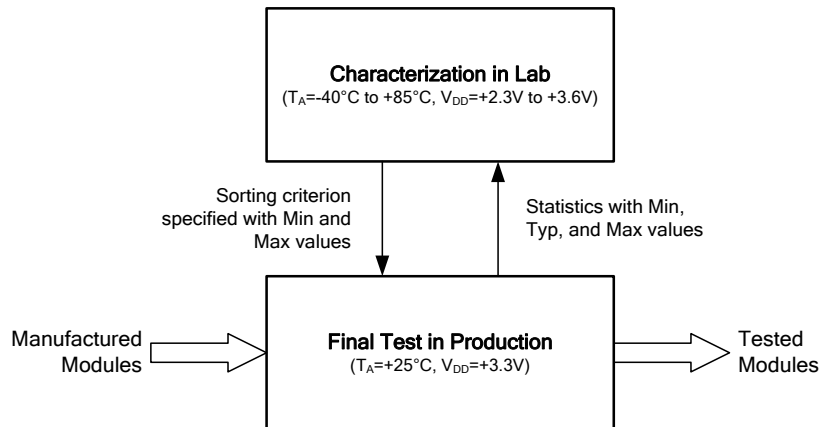 Characterization in Lab
(TA=-40°C to +85°C, VDD=+2.3V to +3.6V)
Sorting criterion
specified with Min and
Max values
Statistics with Min,
Typ, and Max values
Manufactured
Modules
Final Test in Production
(TA=+25°C, VDD=+3.3V)
Tested
Modules